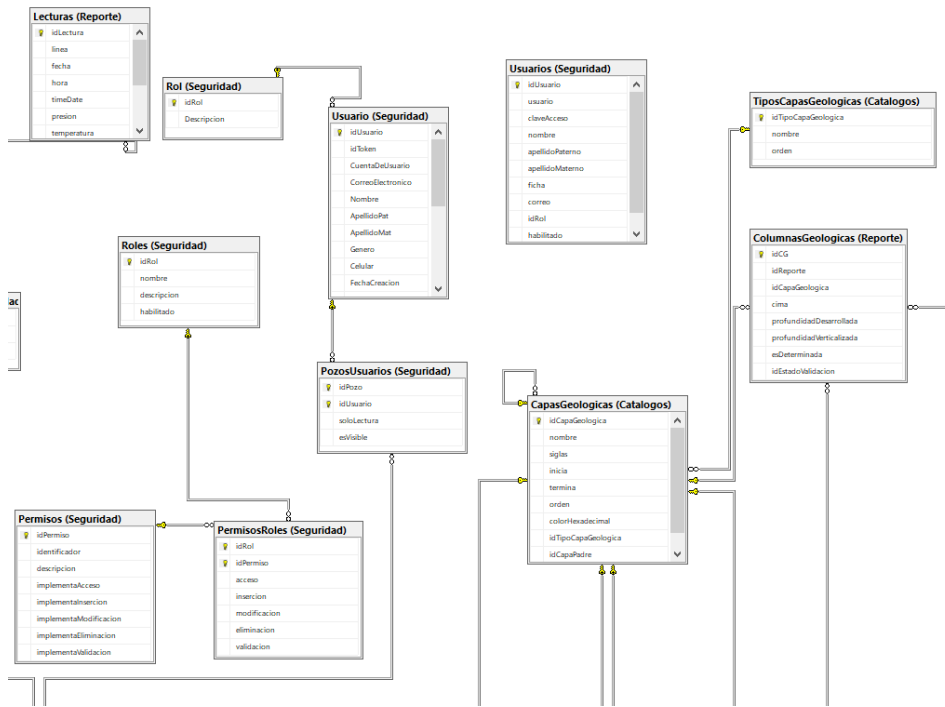 Lecturas (Reporte)
idLectura
linea
fecha
hora
timeDate
presion
temperatura
Rol (Seguridad)
idRol
Descripcion
Usuario (Seguridad)
idUsuario
idToken
CuentaDeUsuario
CorreoElectronico
Nombre
ApellidoPat
ApellidoMat
Genero
Celular
FechaCreacion
Usuarios (Seguridad)
idUsuario
usuario
claveAcceso
nombre
apellidoPaterno
apellidoMaterno
ficha
correo
idRol
habilitado
TiposCapasGeologicas (Catalogos)
idTipoCapaGeologica
nombre
orden
Roles (Seguridad)
idRol
nombre
descripcion
habilitado
ColumnasGeologicas (Reporte)
idCG
idReporte
idCapaGeologica
cima
profundidadDesarrollada
profundidadVerticalizada
esDeterminada
idEstadoValidacion
PozosUsuarios (Seguridad)
idPozo
idUsuario
soloLectura
esVisible
CapasGeologicas (Catalogos)
idCapaGeologica
nombre
siglas
inicia
termina
orden
colorHexadecimal
idTipoCapaGeologica
idCapaPadre
Permisos (Seguridad)
idPermiso
identificador
descripcion
implementaAcceso
implementaInsercion
implementaModificacion
implementaEliminacion
implementaValidacion
PermisosRoles (Seguridad)
idRol
idPermiso
acceso
insercion
modificacion
eliminacion
validacion